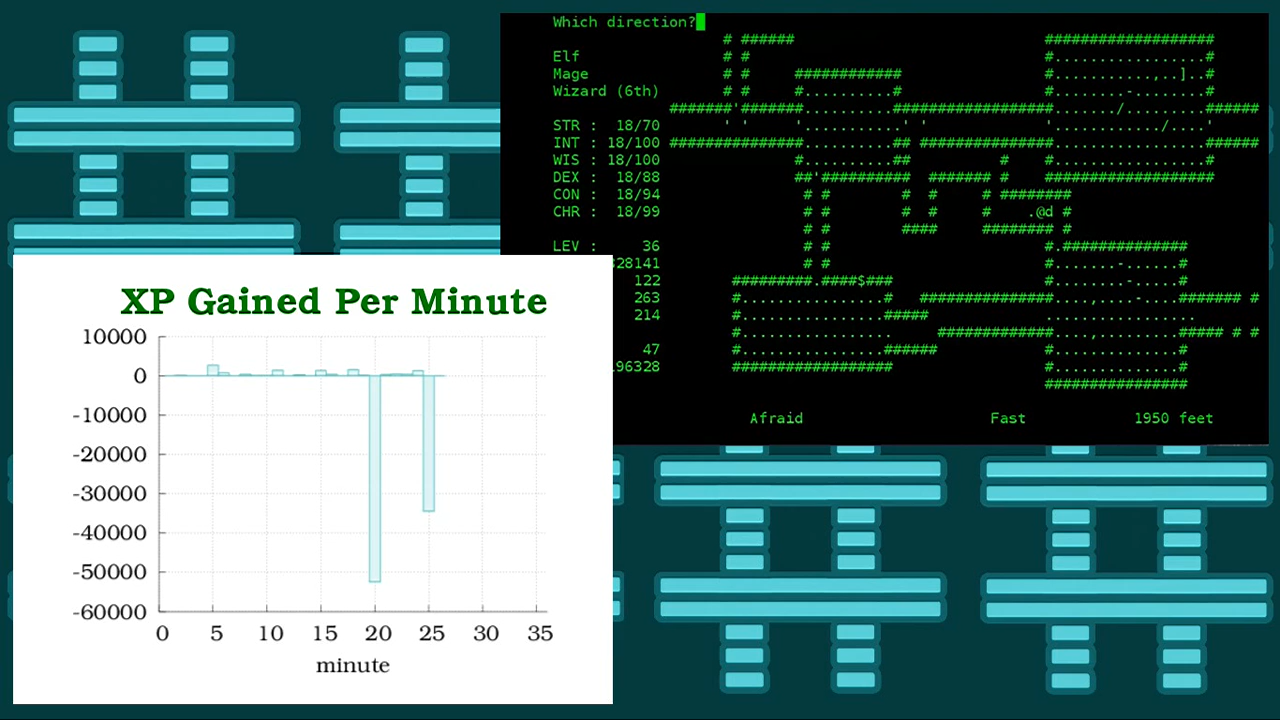 Which direction?
# ###### ###################
Elf # # #.................#
Mage # # ############ #...........,..]..#
Wizard (6th) # # #..........# #........-........#
#######'####### ################## ......./ ######
STR : 18/70 ' ' '...........' ' '............/....'
INT : 18/100 ###############..........## ###############................######
WIS : 18/100 #..........## # #.................#
DEX : 18/88 ##'########## ####### # ###################
CON : 18/94 # # # # # ########
CHR : 18/99 # # # # # .@d #
# # #### ######## #
LEV : 36 # # #.###############
328141 # # #.......-......#
122 #########.####$### #........-.....#
263 #................# ###############....,....-....####### #
214 #................##### ................
#................. #############....,.........##### # #
47 #...............###### #..............#
196328 ################## #..............#
################
Afraid Fast 1950 feet
XP Gained Per Minute
10000
0
-10000
-20000
-30000
-40000
-50000
-60000
0 5 10 15 20 25 30 35
minute